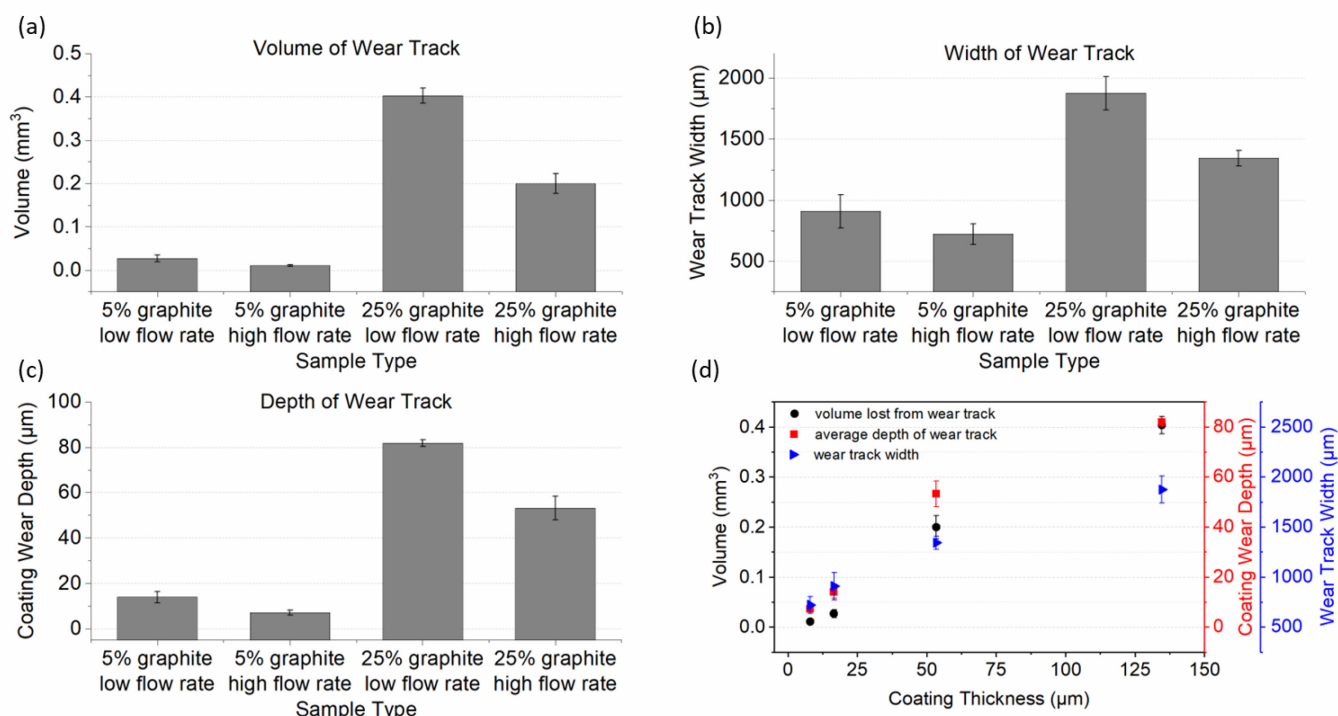 (a)
Volume of Wear Track
0.5
0.4
0.3
0.2
0.1
0.0
Volume (mm³)
5% graphite 5% graphite 25% graphite 25% graphite
low flow rate high flow rate low flow rate high flow rate
Sample Type
(b)
Width of Wear Track
2000
1500
1000
500
Wear Track Width (µm)
5% graphite 5% graphite 25% graphite 25% graphite
low flow rate high flow rate low flow rate high flow rate
Sample Type
(c)
Depth of Wear Track
100
80
60
40
20
0
Coating Wear Depth (µm)
5% graphite 5% graphite 25% graphite 25% graphite
low flow rate high flow rate low flow rate high flow rate
Sample Type
(d)
volume lost from wear track
average depth of wear track
wear track width
0.4
0.3
0.2
0.1
0.0
Volume (mm³)
80
60
40
20
0
Coating Wear Depth (µm)
2500
2000
1500
1000
500
Wear Track Width (µm)
0 25 50 75 100 125 150
Coating Thickness (µm)